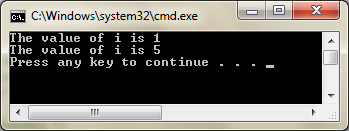 C:\Windows\system32\cmd.exe
The value of i is 1
The value of i is 5
Press any key to continue . . . _